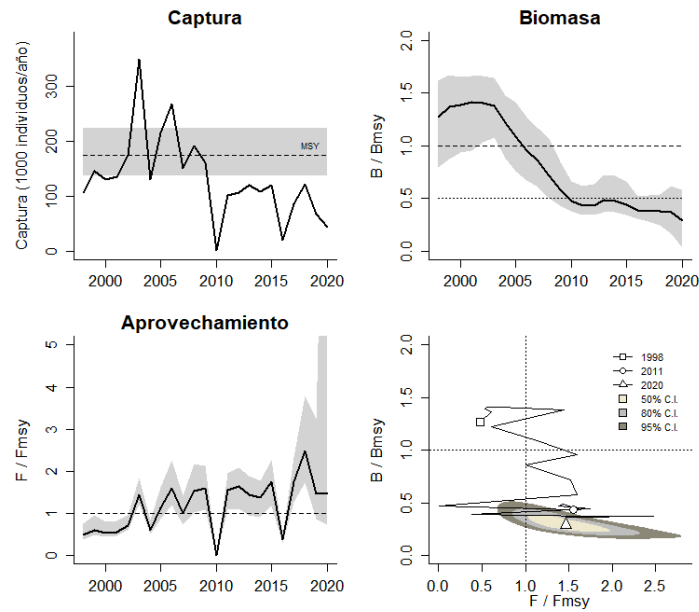 Captura
Captura (1000 individuos/año)
0 100 200 300
MSY
2000 2005 2010 2015 2020
Biomasa
B / Bmsy
0.0 0.5 1.0 1.5 2.0
2000 2005 2010 2015 2020
Aprovechamiento
F / Fmsy
0 1 2 3 4 5
2000 2005 2010 2015 2020
B / Bmsy
0.0 0.5 1.0 1.5 2.0
1998
2011
2020
50% C.I.
80% C.I.
95% C.I.
0.0 0.5 1.0 1.5 2.0 2.5
F / Fmsy